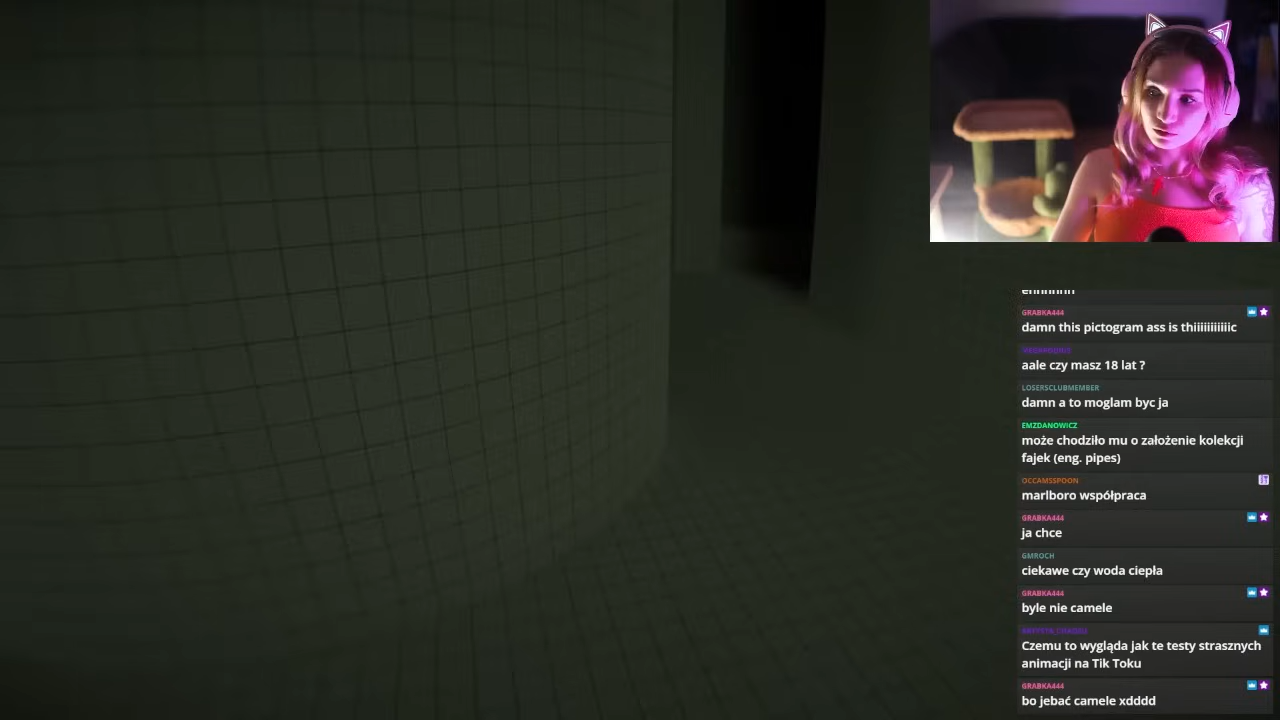 GRABKA444
damn this pictogram ass is thiiiiiiiiiic
aale czy masz 18 lat ?
LOSERSCLUBMEMBER
damn a to moglam byc ja
EMZDANOWICZ
może chodziło mu o założenie kolekcji
fajek (eng. pipes)
OCCAMSSPOON
marlboro współpraca
GRABKA444
ja chce
GMROCH
ciekawe czy woda ciepła
GRABKA444
byle nie camele
Czemu to wygląda jak te testy strasznych
animacji na Tik Toku
GRABKA444
bo jebać camele xdddd